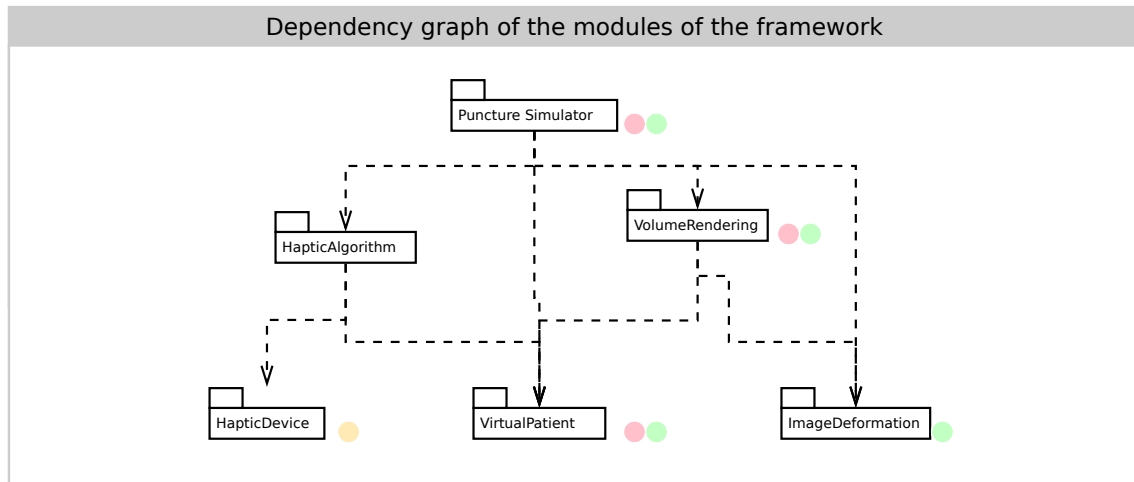 Dependency graph of the modules of the framework
Puncture Simulator
VolumeRendering
HapticAlgorithm
HapticDevice
VirtualPatient
ImageDeformation